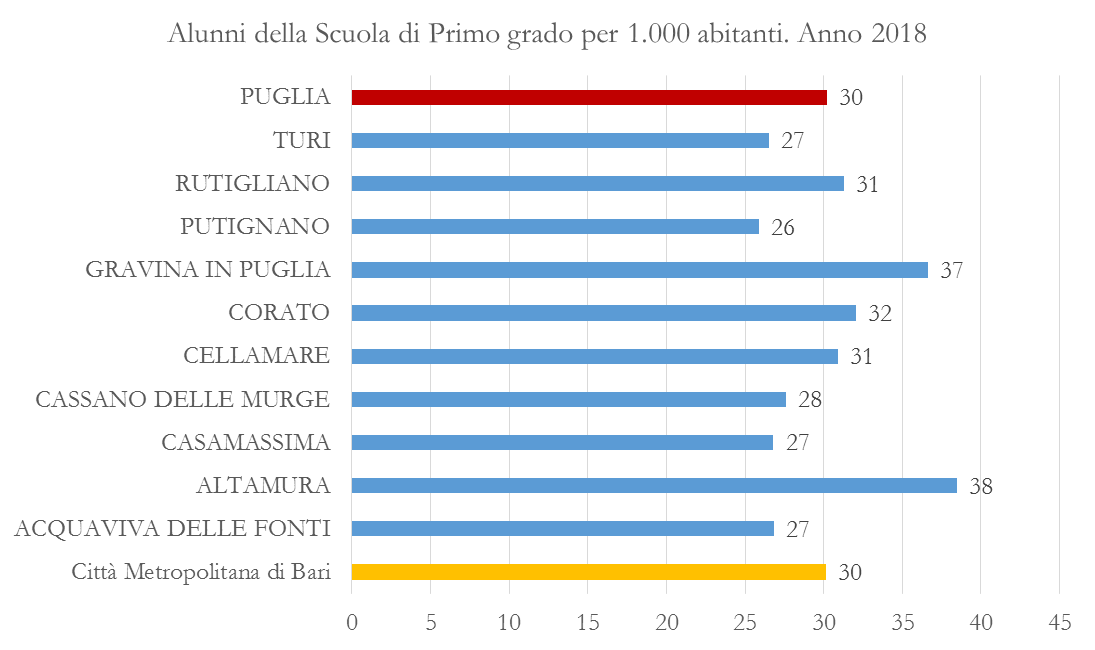 Alunni della Scuola di Primo grado per 1.000 abitanti. Anno 2018
PUGLIA 30
TURI 27
RUTIGLIANO 31
PUTIGNANO 26
GRAVINA IN PUGLIA 37
CORATO 32
CELLAMARE 31
CASSANO DELLE MURGE 28
CASAMASSIMA 27
ALTAMURA 38
ACQUAVIVA DELLE FONTI 27
Città Metropolitana di Bari 30
0 5 10 15 20 25 30 35 40 45